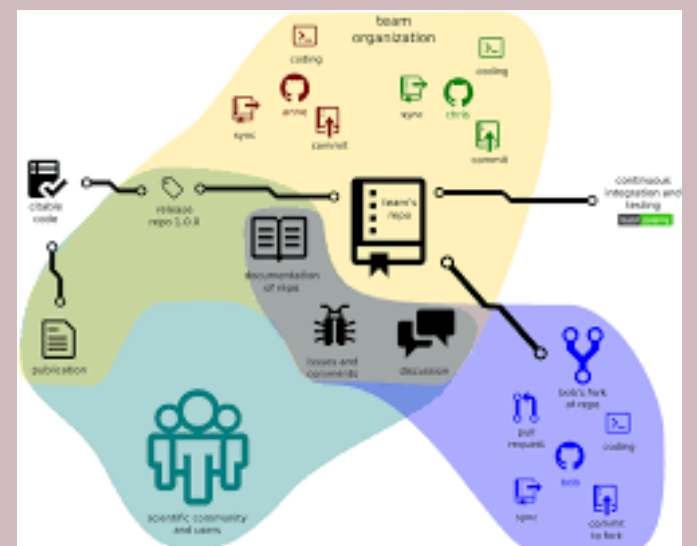 team
organization
coding
coding
anne
chris
sync
sync
commit
commit
citable
code
release
repo 1.0.0
team's
repo
continuous
integration and
testing
documentation
of repo
publication
issues and
comments
discussion
bob's fork
of repo
pull
request
coding
bob
sync
commit
to fork
scientific community
and users